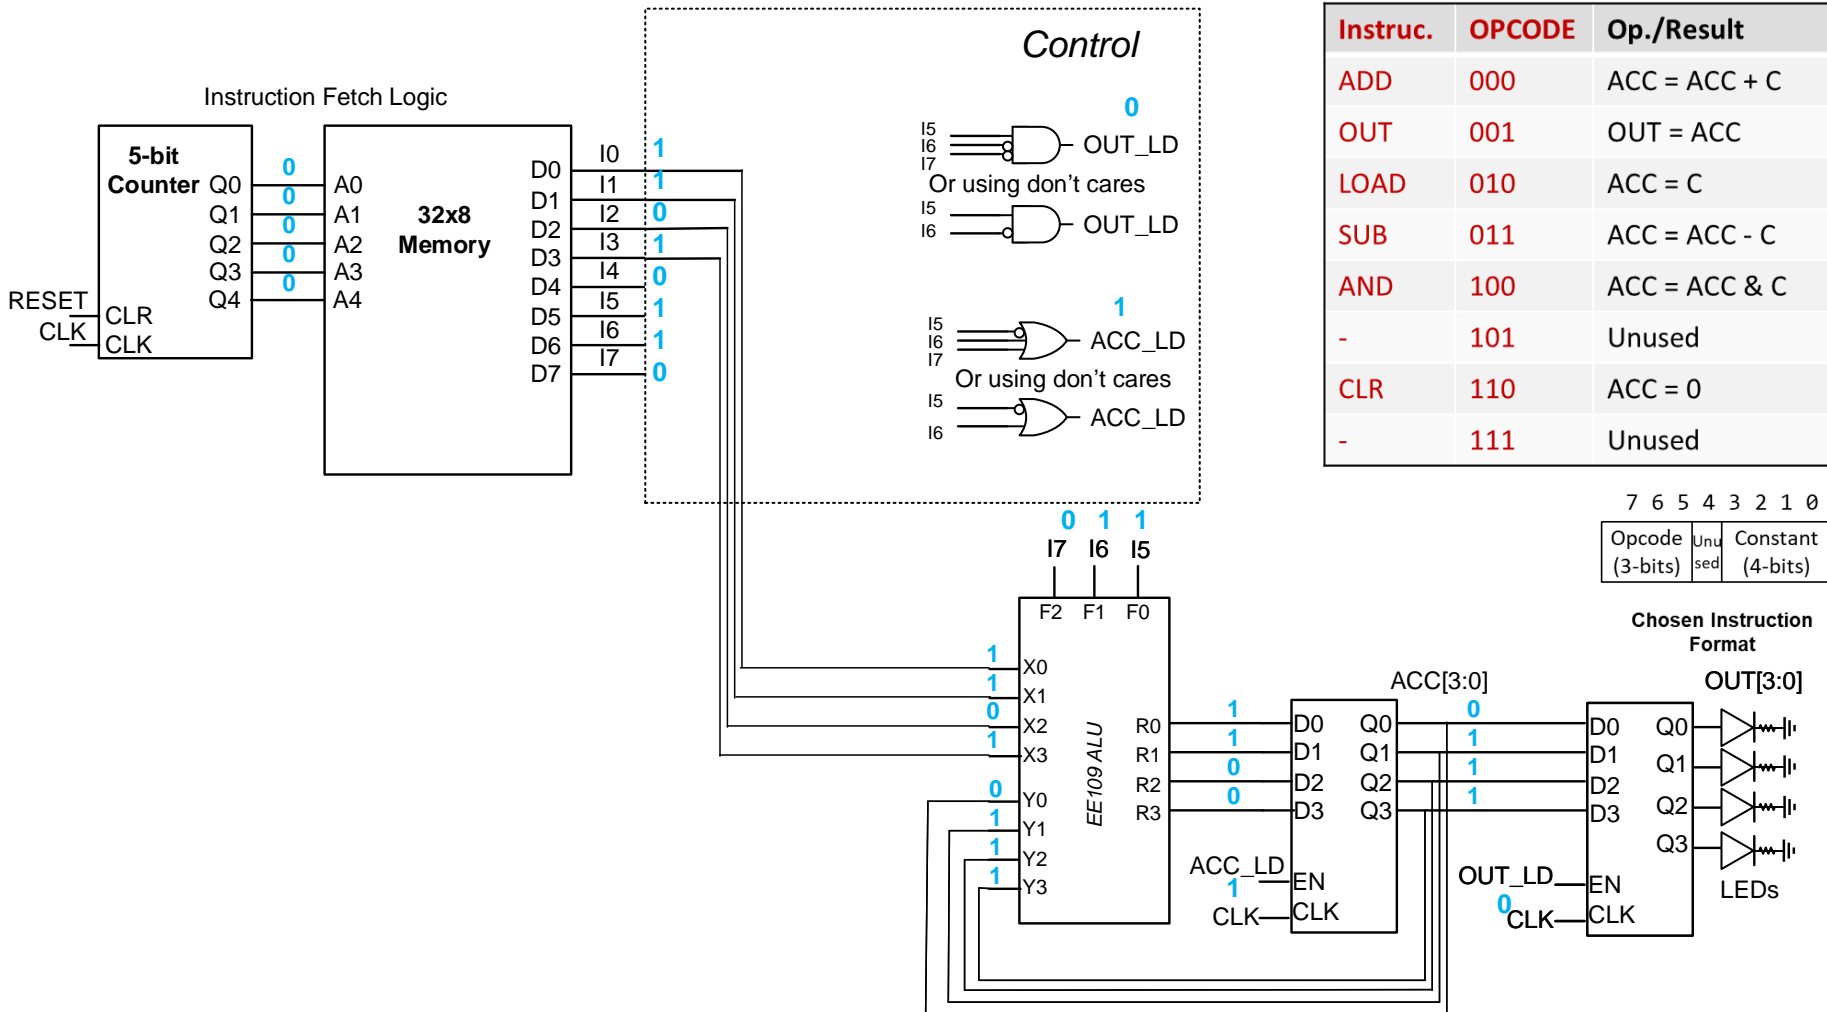 Control
Instruction Fetch Logic
5-bit
Counter
Q0
Q1
Q2
Q3
Q4
RESET
CLK
CLR
CLK
0
0
0
0
0
A0
A1
A2
A3
A4
32x8
Memory
D0
D1
D2
D3
D4
D5
D6
D7
I0
I1
I2
I3
I4
I5
I6
I7
1
1
0
1
0
1
1
0
0
I5
I6
I7
OUT_LD
Or using don't cares
I5
I6
OUT_LD
1
I5
I6
I7
ACC_LD
Or using don't cares
I5
I6
ACC_LD
Instruc. OPCODE Op./Result
ADD 000 ACC = ACC + C
OUT 001 OUT = ACC
LOAD 010 ACC = C
SUB 011 ACC = ACC - C
AND 100 ACC = ACC & C
- 101 Unused
CLR 110 ACC = 0
- 111 Unused
7 6 5 4 3 2 1 0
Opcode
(3-bits)
Unu
sed
Constant
(4-bits)
Chosen Instruction
Format
0 1 1
I7 I6 I5
F2 F1 F0
1
1
0
1
0
1
1
1
X0
X1
X2
X3
Y0
Y1
Y2
Y3
EE109 ALU
R0
R1
R2
R3
1
1
0
0
ACC[3:0]
D0
D1
D2
D3
Q0
Q1
Q2
Q3
ACC_LD
1
CLK
EN
CLK
0
1
1
1
OUT[3:0]
D0
D1
D2
D3
Q0
Q1
Q2
Q3
OUT_LD
0
CLK
EN
CLK
LEDs